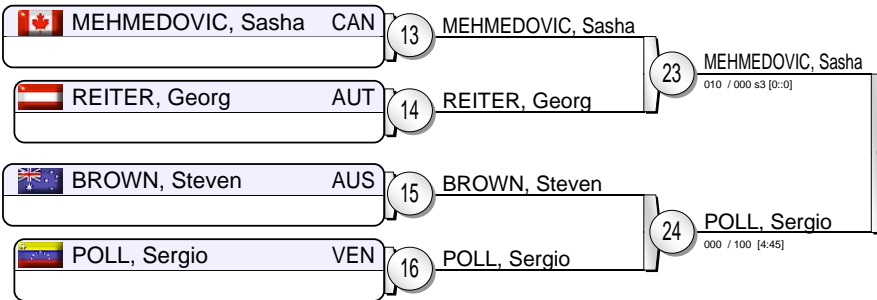 MEHMEDOVIC, Sasha CAN
13
MEHMEDOVIC, Sasha
REITER, Georg AUT
14
REITER, Georg
23
MEHMEDOVIC, Sasha
010 / 000 s3 [0::0]
BROWN, Steven AUS
15
BROWN, Steven
POLL, Sergio VEN
16
POLL, Sergio
24
POLL, Sergio
000 / 100 [4:45]